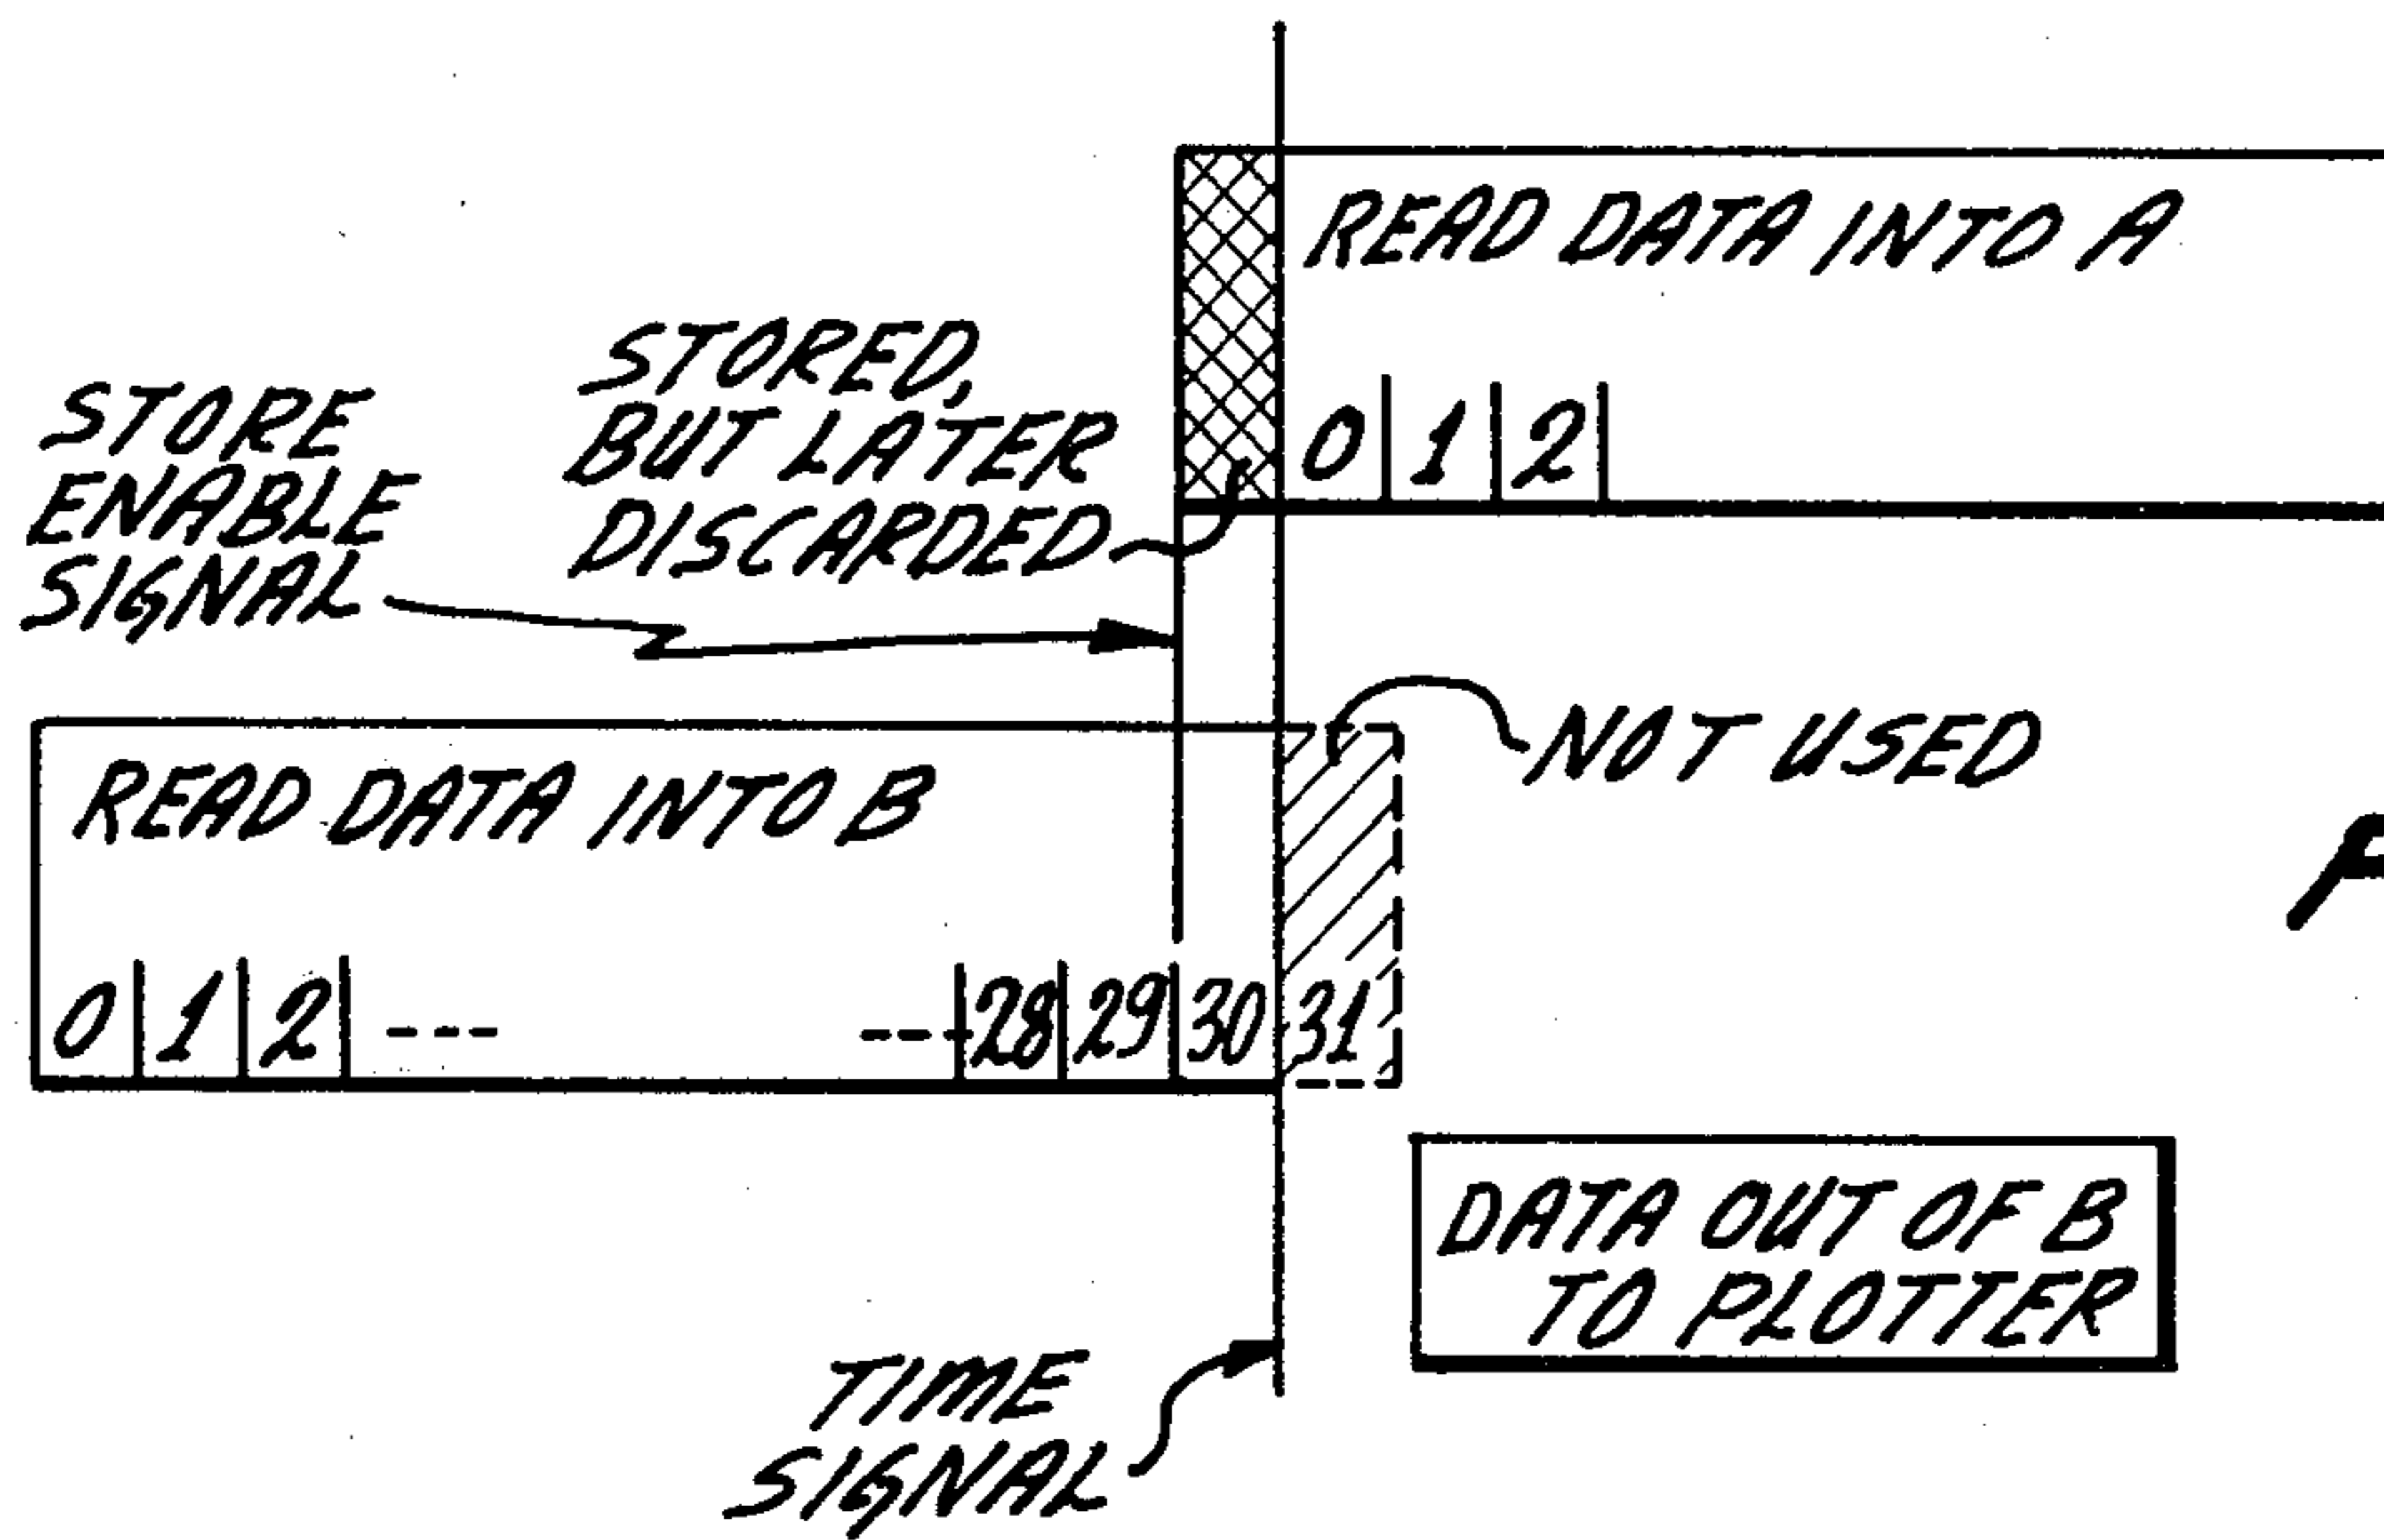 READ DATA INTO A
0 1 2
STORED,
BUT LATER
DISCARDED
STORE
ENABLE
SIGNAL
NOT USED
READ DATA INTO B
0 1 2 --- --- 28 29 30 31
DATA OUT OF B
TO PLOTTER
TIME
SIGNAL